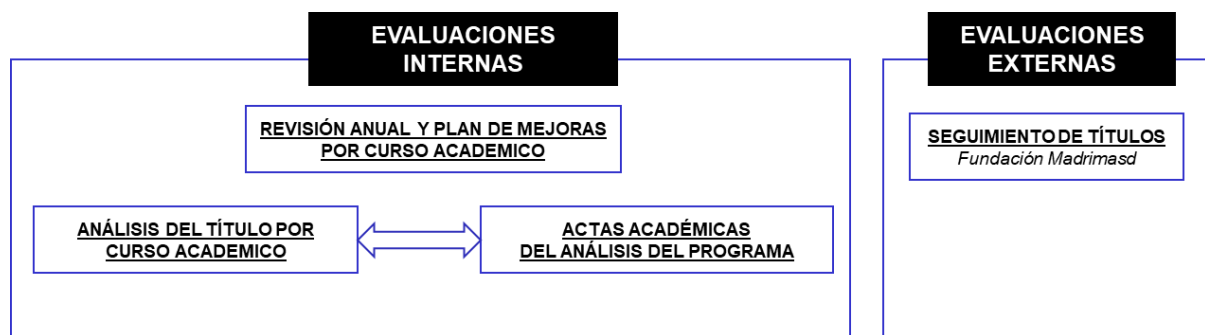 EVALUACIONES
INTERNAS
REVISIÓN ANUAL Y PLAN DE MEJORAS
POR CURSO ACADEMICO
ANÁLISIS DEL TÍTULO POR
CURSO ACADEMICO
ACTAS ACADÉMICAS
DEL ANÁLISIS DEL PROGRAMA
EVALUACIONES
EXTERNAS
SEGUIMIENTO DE TÍTULOS
Fundación Madrimasd